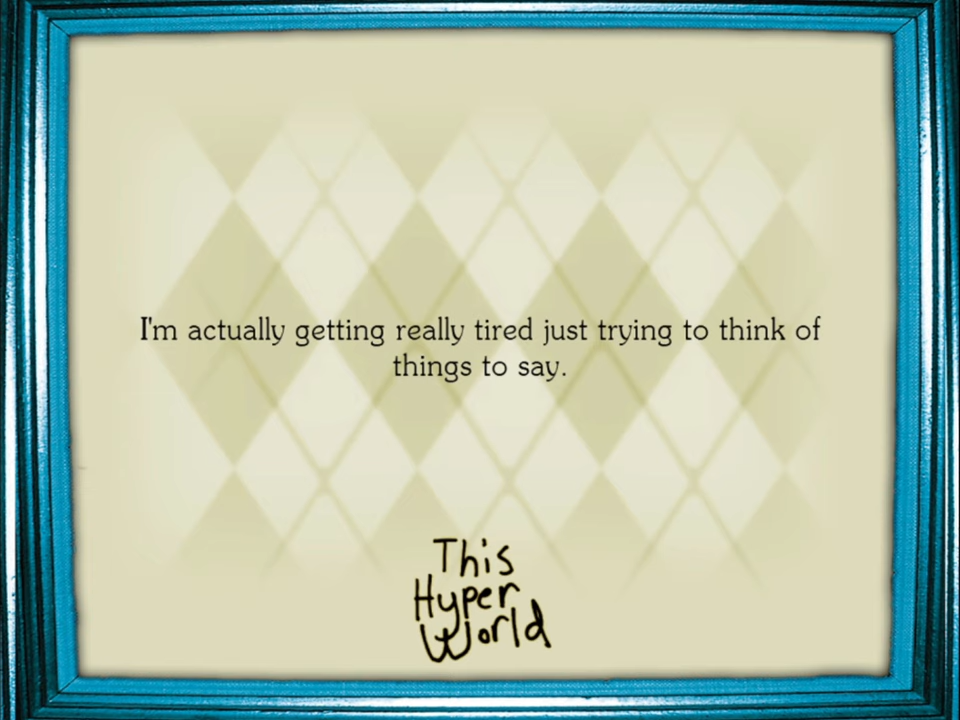 I'm actually getting really tired just trying to think of
things to say.
This
Hyper
World